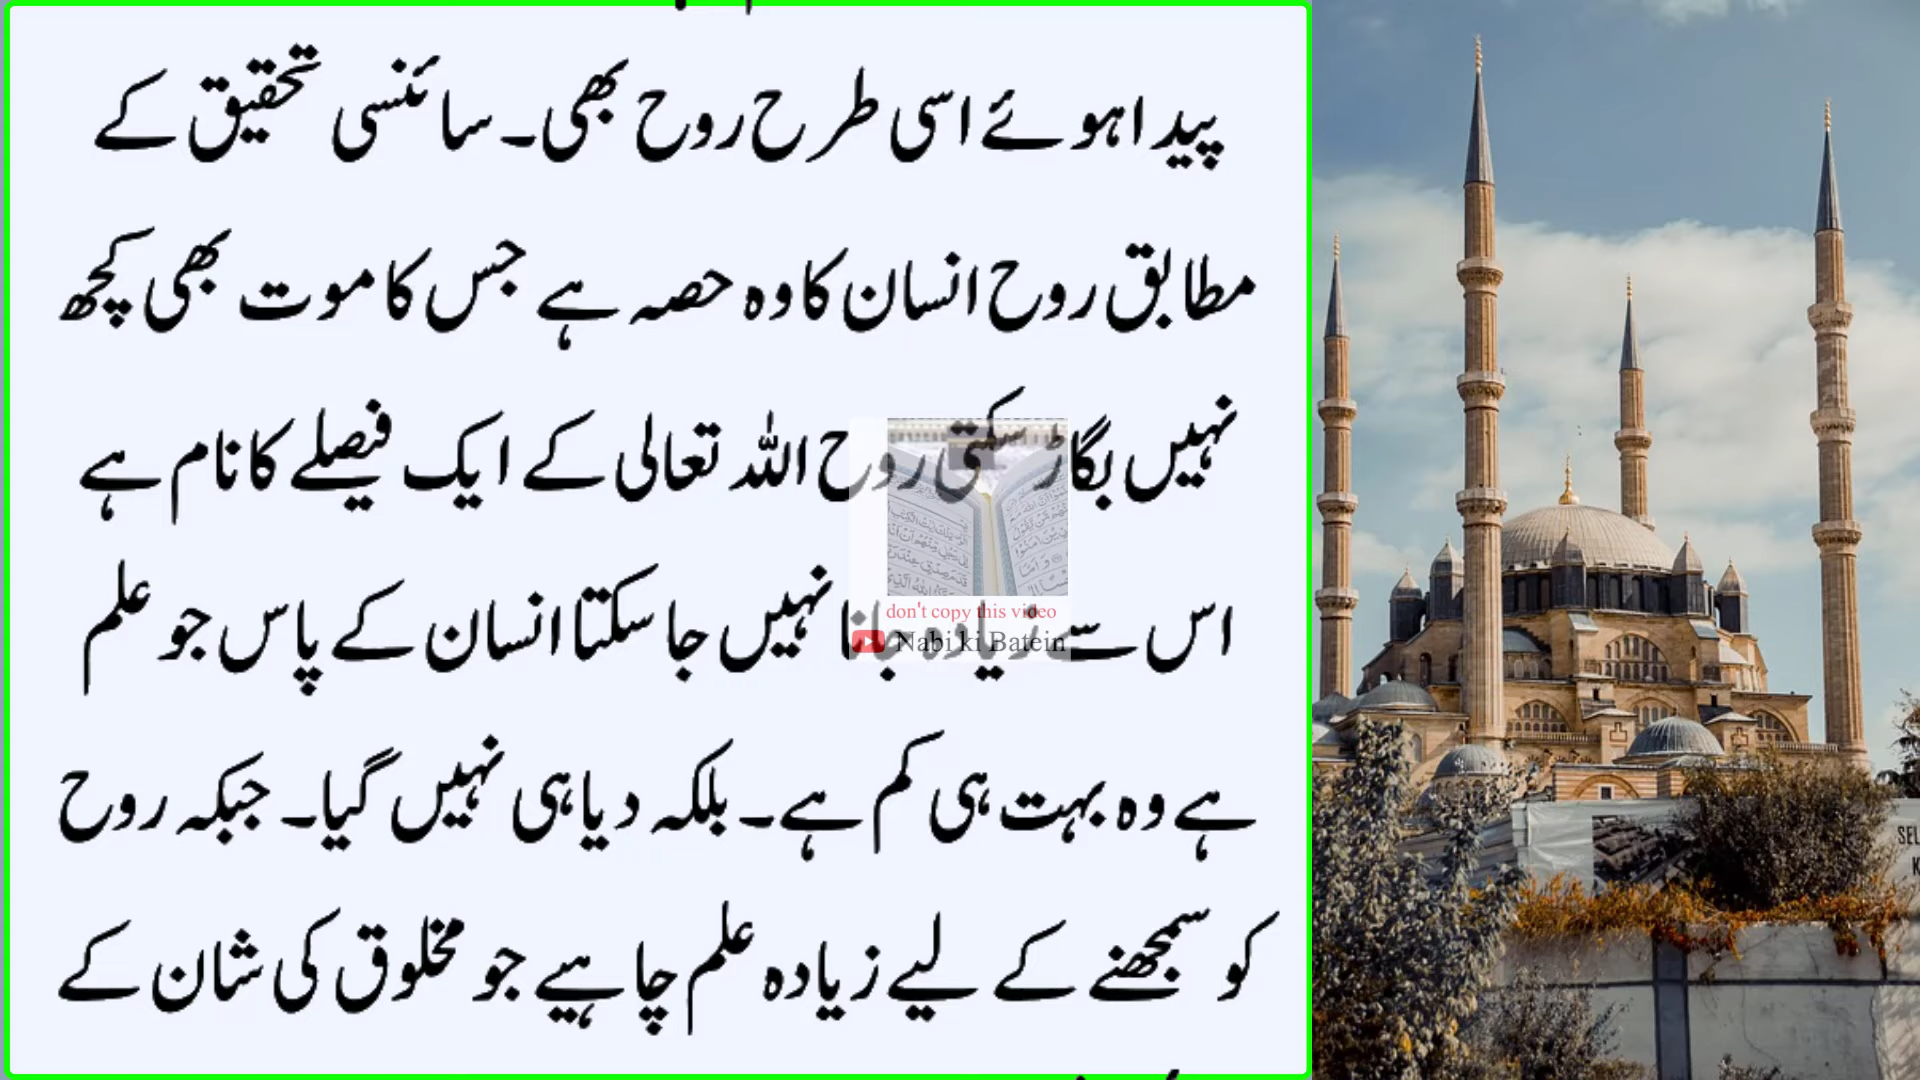 پیدا ہوئے اسی طرح روح بھی۔ سائنسی تحقیق کے
مطابق روح انسان کا وہ حصہ ہے جس کا موت بھی کچھ
نہیں بگاڑ سکتی روح اللہ تعالی کے ایک فیصلے کا نام ہے
اس سے زیادہ جانا نہیں جا سکتا انسان کے پاس جو علم
ہے وہ بہت ہی کم ہے۔ بلکہ دیا ہی نہیں گیا۔ جبکہ روح
کو سمجھنے کے لیے زیادہ علم چاہیے جو مخلوق کی شان کے
don't copy this video
Nabi ki Batein
SEL
K